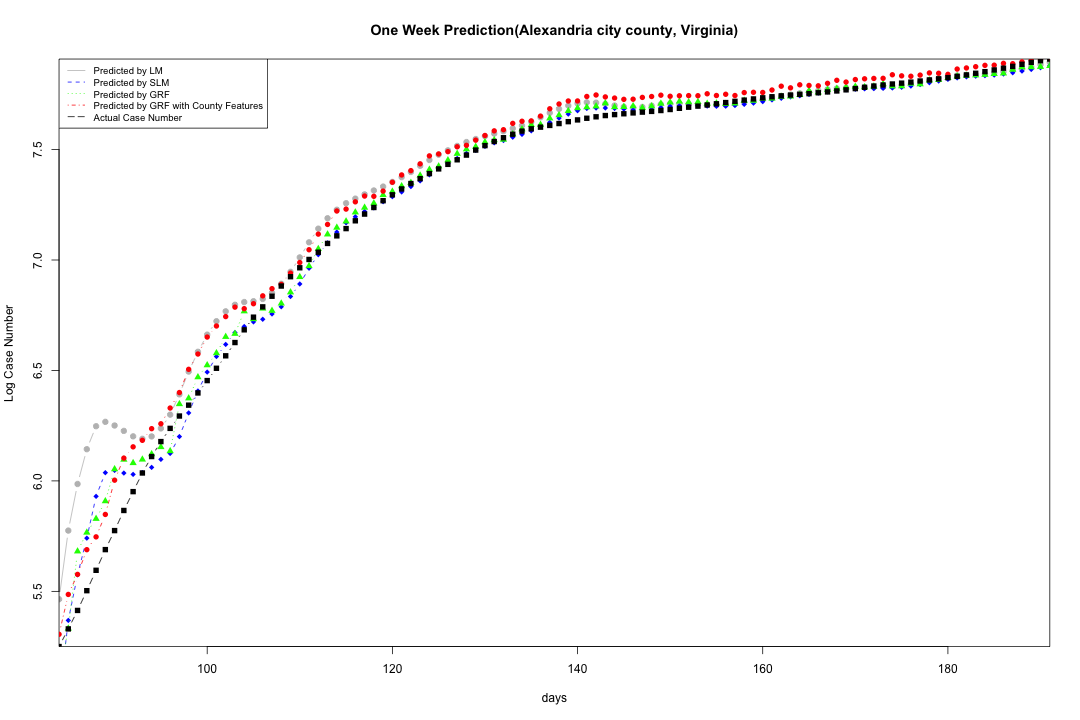 One Week Prediction(Alexandria city county, Virginia)
Predicted by LM
Predicted by SLM
Predicted by GRF
Predicted by GRF with County Features
Actual Case Number
Log Case Number
7.5
7.0
6.5
6.0
5.5
100
120
140
160
180
days